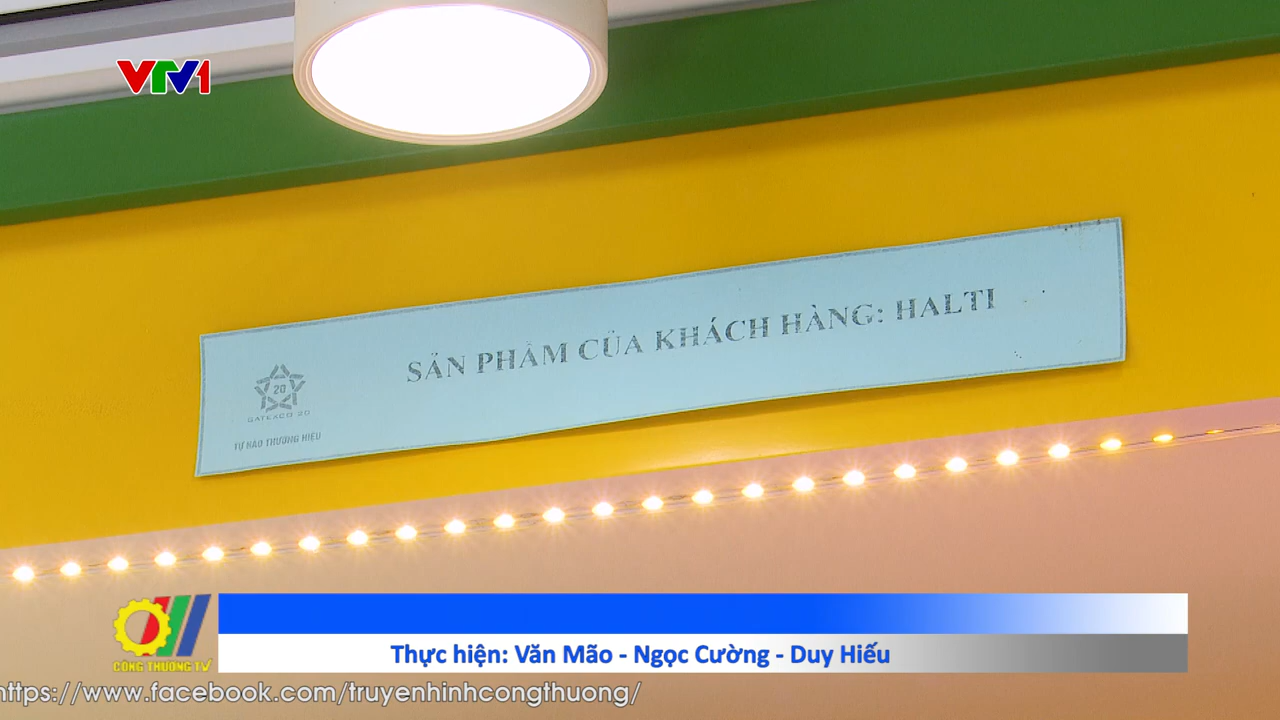 VTV1
SẢN PHẨM CỦA KHÁCH HÀNG: HALTI
20
GATEXCO 20
TỰ HÀO THƯƠNG HIỆU
CÔNG THƯƠNG TV
Thực hiện: Văn Mão - Ngọc Cường - Duy Hiếu
https://www.facebook.com/truyenhinhcongthuong/